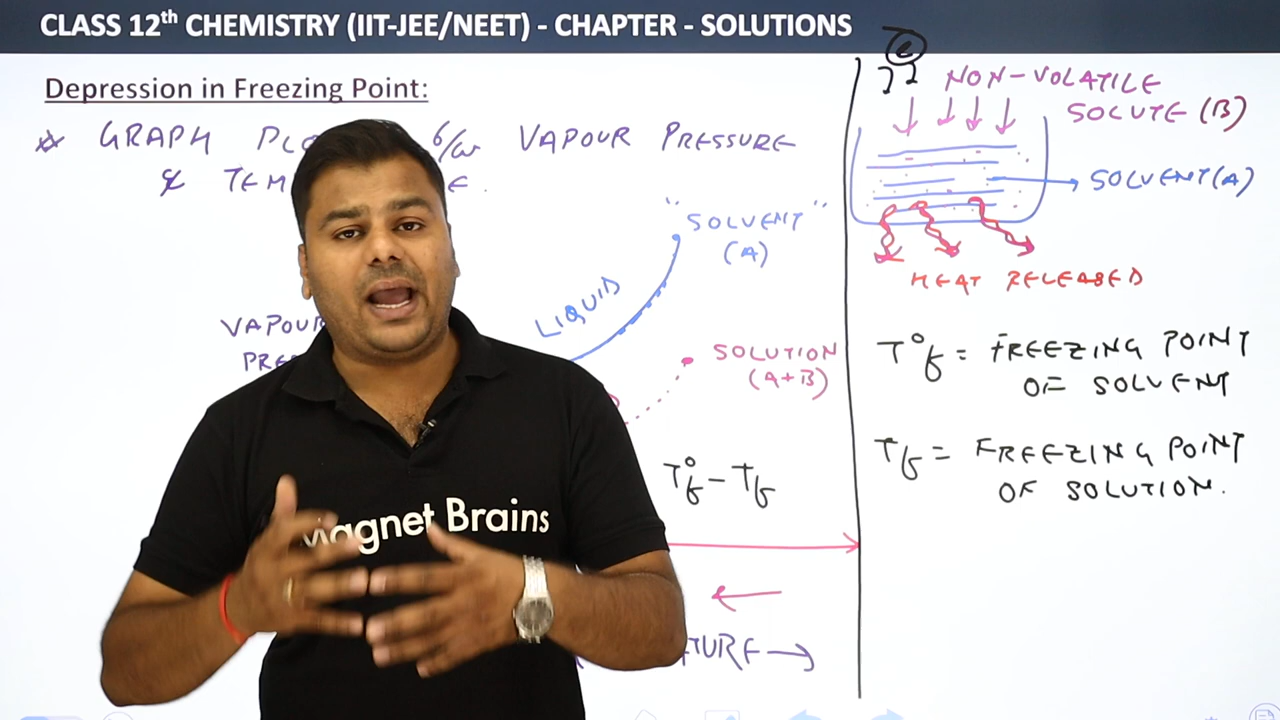 CLASS 12th CHEMISTRY (IIT-JEE/NEET) - CHAPTER - SOLUTIONS
Depression in Freezing Point:
GRAPH b/w VAPOUR PRESSURE
&
"SOLVENT"
(A)
LIQUID
SOLUTION
(A+B)
T°f - Tf
Magnet Brains
NON-VOLATILE
SOLUTE (B)
SOLVENT(A)
HEAT RELEASED
T°f = FREEZING POINT
OF SOLVENT
Tf = FREEZING POINT
OF SOLUTION.